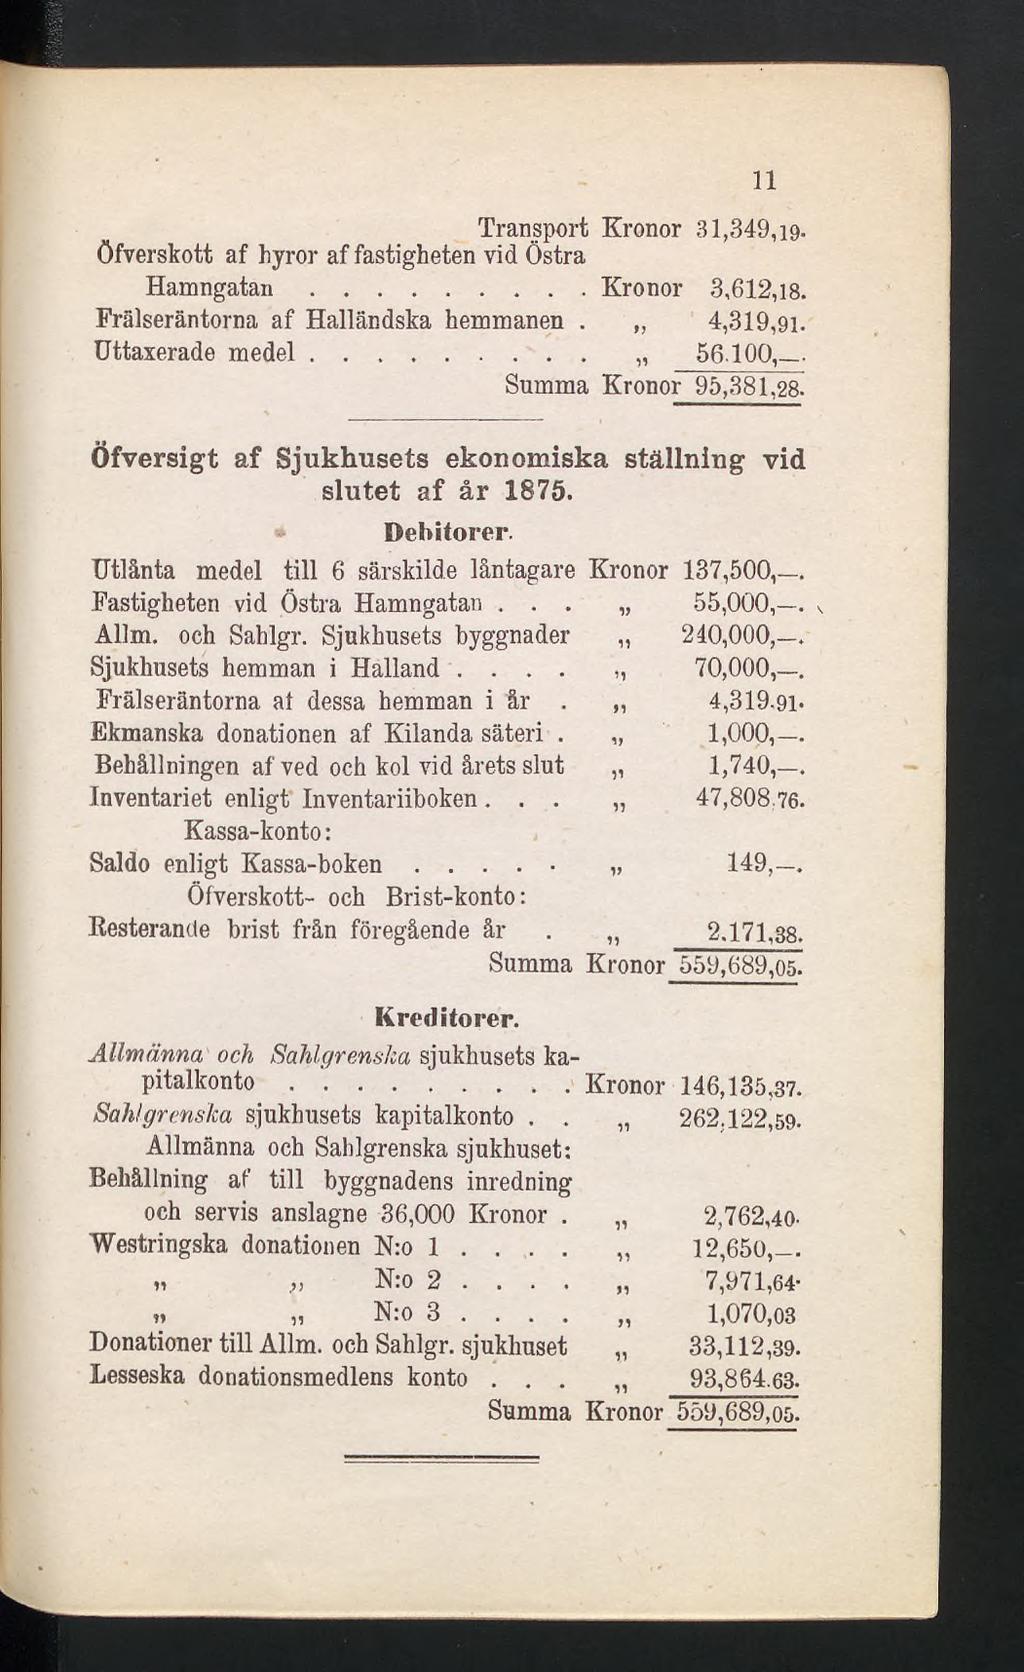 11
Transport Kronor 31,349,19.
Öfverskott af hyror af fastigheten vid Östra
Hamngatan . . . . . . . . . Kronor 3,612,18.
Frälseräntorna af Halländska hemmanen . „ 4,319,91.
Uttaxerade medel . . . . . . . . . „ 56.100,—.
Summa Kronor 95,381,28.
Öfversigt af Sjukhusets ekonomiska ställning vid
slutet af år 1875.
Debitorer.
Utlånta medel till 6 särskilde låntagare Kronor 137,500,—.
Fastigheten vid Östra Hamngatan . . . „ 55,000,—.
Allm. och Sahlgr. Sjukhusets byggnader „ 240,000,—.
Sjukhusets hemman i Halland . . . . „ 70,000,—.
Frälseräntorna af dessa hemman i år . „ 4,319.91.
Ekmanska donationen af Kilanda säteri . „ 1,000,—.
Behållningen af ved och kol vid årets slut „ 1,740,—.
Inventariet enligt Inventariiboken . . . „ 47,808.76.
Kassa-konto:
Saldo enligt Kassa-boken . . . . . „ 149,—.
Öfverskott- och Brist-konto:
Resterande brist från föregående år . „ 2.171,38.
Summa Kronor 559,689,05.
Kreditorer.
Allmänna och Sahlgrenska sjukhusets ka-
pitalkonto . . . . . . . . . Kronor 146,135,37.
Sahlgrenska sjukhusets kapitalkonto . . „ 262,122,59.
Allmänna och Sahlgrenska sjukhuset:
Behållning af till byggnadens inredning
och servis anslagne 36,000 Kronor . „ 2,762,40.
Westringska donationen N:o 1 . . . . „ 12,650,—.
„ „ N:o 2 . . . . „ 7,971,64.
„ „ N:o 3 . . . . „ 1,070,03
Donationer till Allm. och Sahlgr. sjukhuset „ 33,112,39.
Lesseska donationsmedlens konto . . . „ 93,864.63.
Summa Kronor 559,689,05.